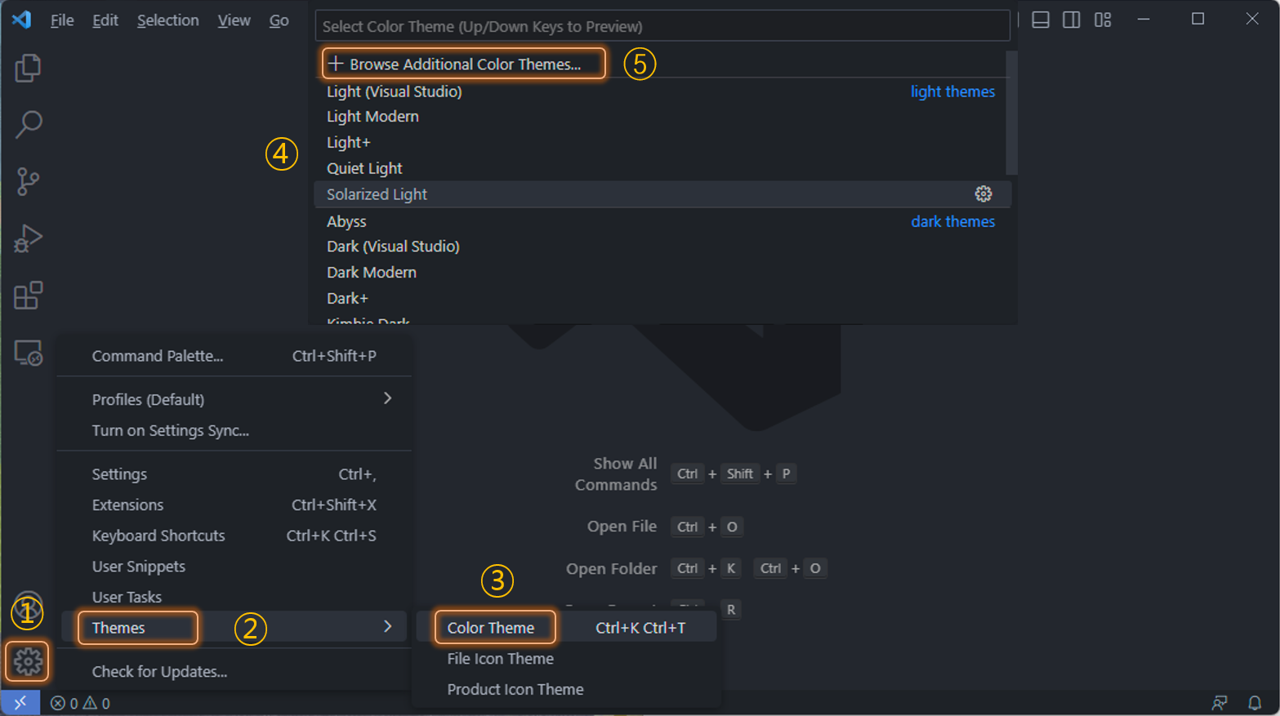 File Edit Selection View Go
Select Color Theme (Up/Down Keys to Preview)
+ Browse Additional Color Themes... ⑤
Light (Visual Studio) light themes
Light Modern
Light+
④
Quiet Light
Solarized Light
Abyss dark themes
Dark (Visual Studio)
Dark Modern
Dark+
Kimbie Dark
Command Palette... Ctrl+Shift+P
Profiles (Default) >
Turn on Settings Sync...
Settings Ctrl+,
Extensions Ctrl+Shift+X
Keyboard Shortcuts Ctrl+K Ctrl+S
User Snippets
User Tasks
① Themes ② >
Check for Updates...
Show All
Commands Ctrl + Shift + P
Open File Ctrl + O
Open Folder Ctrl + K Ctrl + O
R
③
Color Theme Ctrl+K Ctrl+T
File Icon Theme
Product Icon Theme
0 0